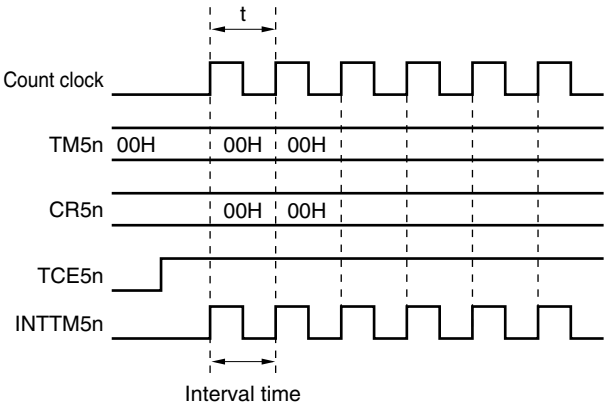 t
Count clock
TM5n 00H 00H 00H
CR5n 00H 00H
TCE5n
INTTM5n
Interval time